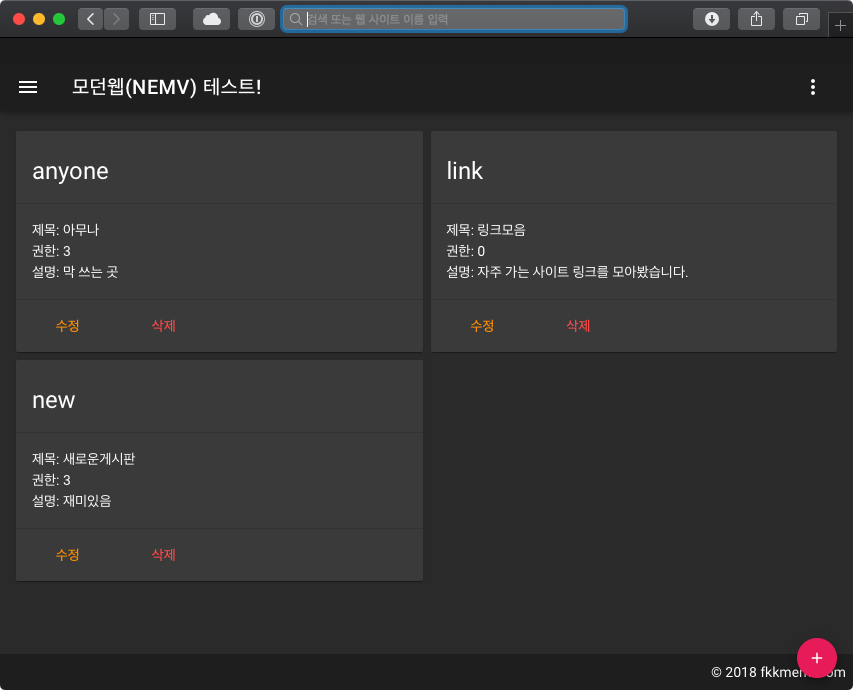 검색 또는 웹 사이트 이름 입력
모던웹(NEMV) 테스트!
anyone
제목: 아무나
권한: 3
설명: 막 쓰는 곳
수정 삭제
link
제목: 링크모음
권한: 0
설명: 자주 가는 사이트 링크를 모아봤습니다.
수정 삭제
new
제목: 새로운게시판
권한: 3
설명: 재미있음
수정 삭제
© 2018